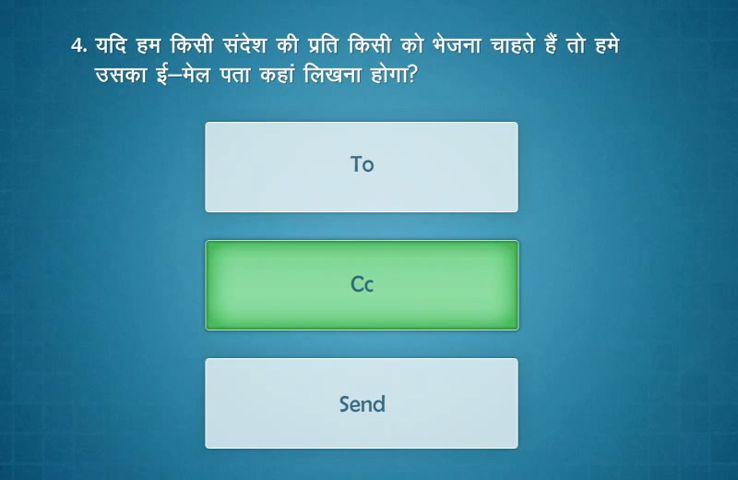 4. यदि हम किसी संदेश की प्रति किसी को भेजना चाहते हैं तो हमे
उसका ई–मेल पता कहां लिखना होगा?
To
Cc
Send